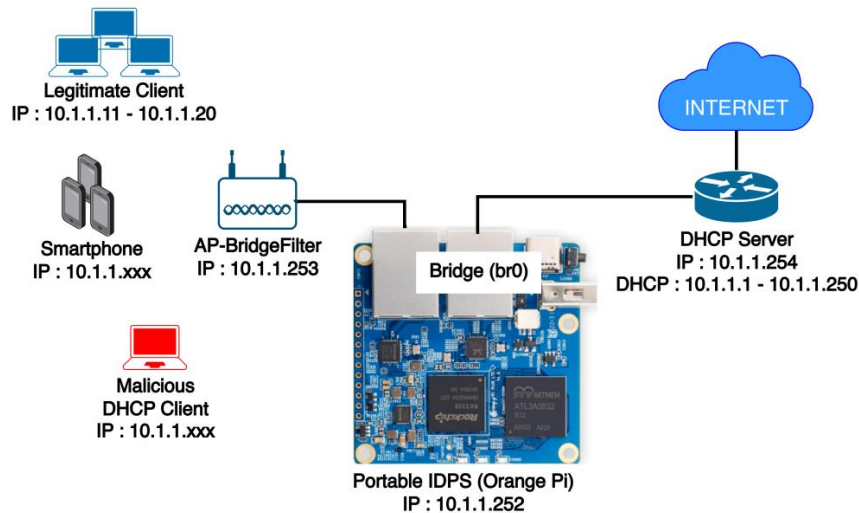 Legitimate Client
IP : 10.1.1.11 - 10.1.1.20
INTERNET
Smartphone
IP : 10.1.1.xxx
AP-BridgeFilter
IP : 10.1.1.253
Bridge (br0)
DHCP Server
IP : 10.1.1.254
DHCP : 10.1.1.1 - 10.1.1.250
Malicious
DHCP Client
IP : 10.1.1.xxx
Rockchip
ATL3A0832
Portable IDPS (Orange Pi)
IP : 10.1.1.252